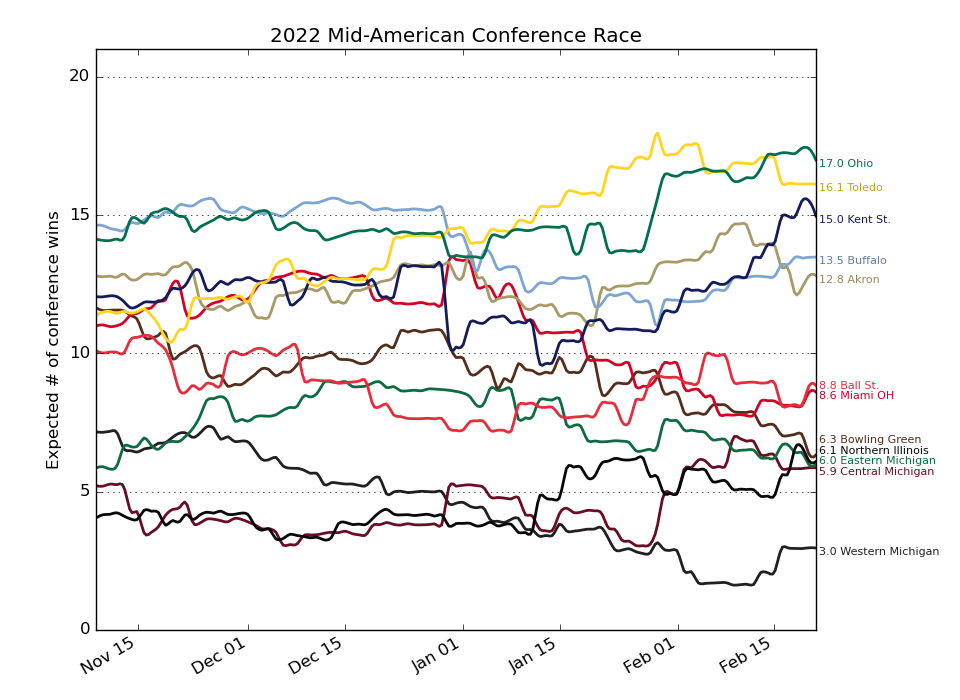 2022 Mid-American Conference Race
Expected # of conference wins
20
15
10
5
0
Nov 15
Dec 01
Dec 15
Jan 01
Jan 15
Feb 01
Feb 15
17.0 Ohio
16.1 Toledo
15.0 Kent St.
13.5 Buffalo
12.8 Akron
8.8 Ball St.
8.6 Miami OH
6.3 Bowling Green
6.1 Northern Illinois
6.0 Eastern Michigan
5.9 Central Michigan
3.0 Western Michigan